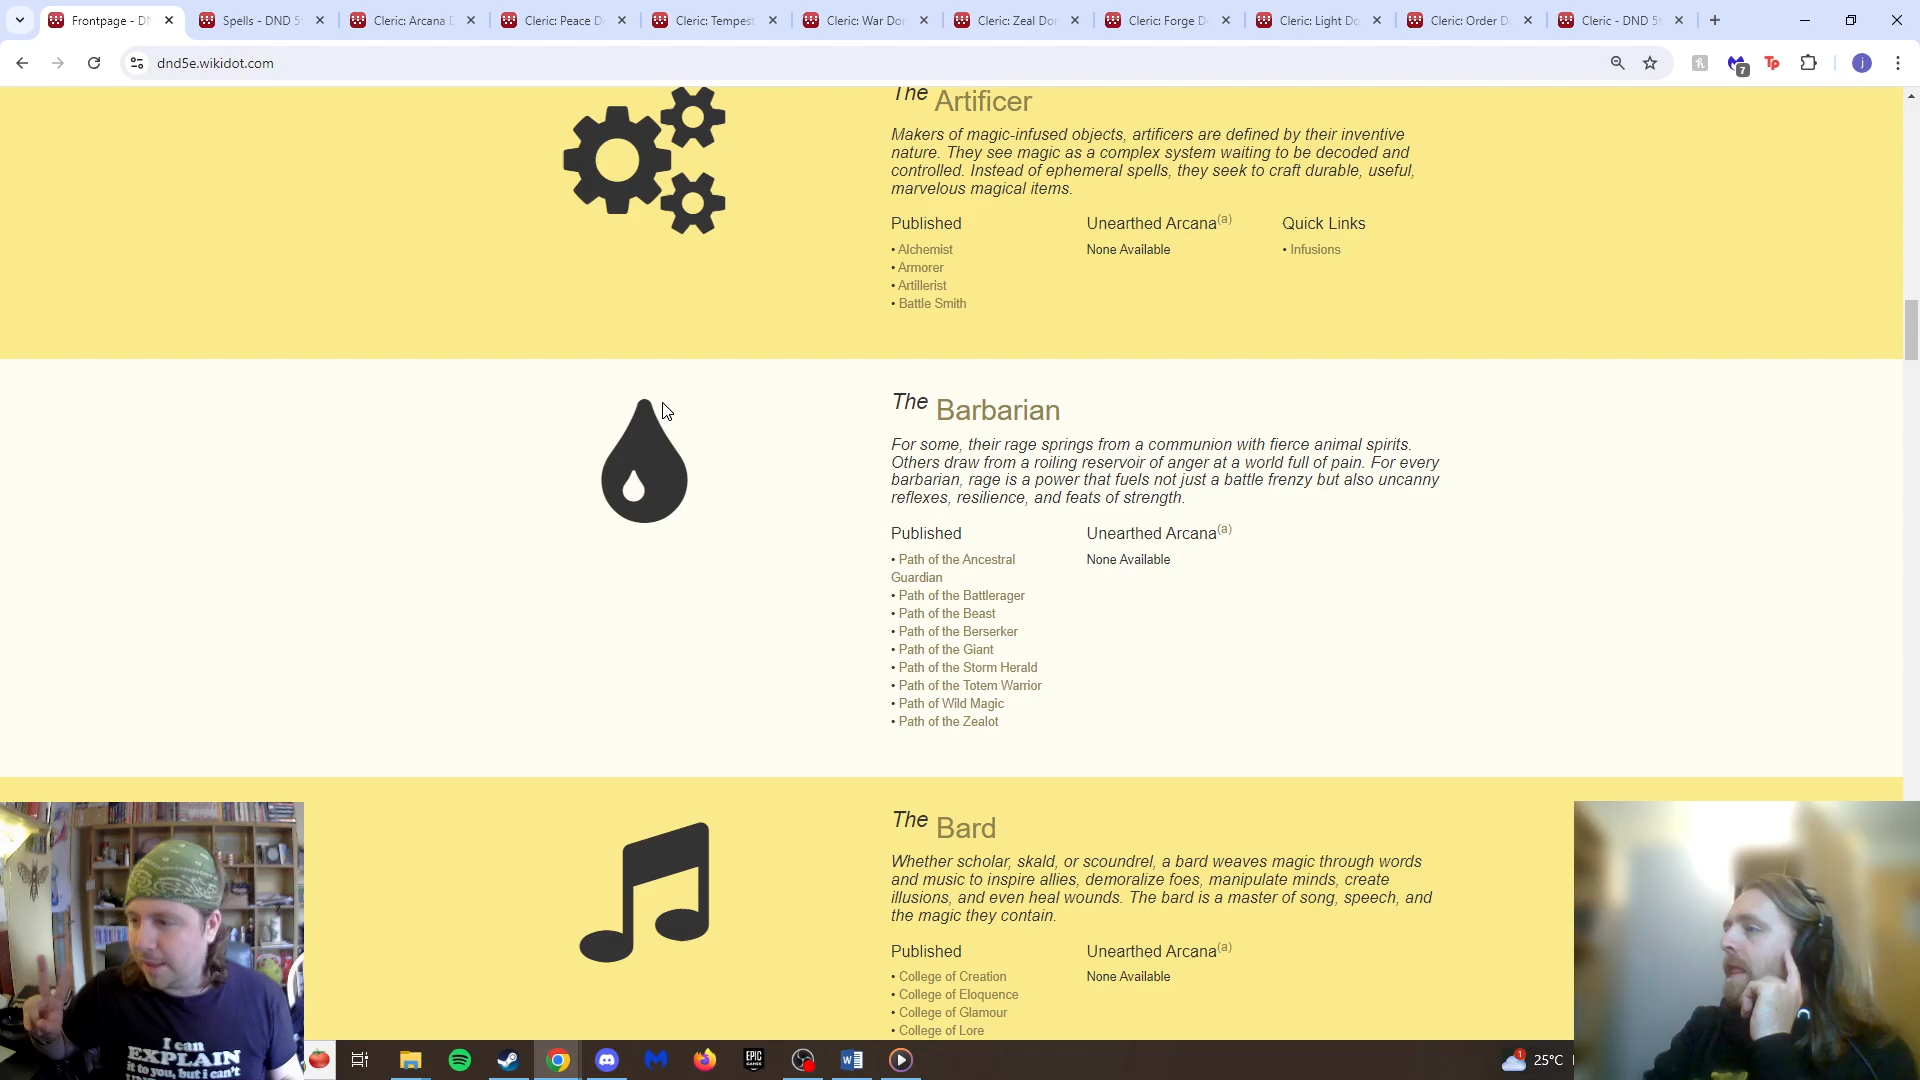 Frontpage - DN
Spells - DND 5
Cleric: Arcana D
Cleric: Peace Do
Cleric: Tempest
Cleric: War Dom
Cleric: Zeal Dom
Cleric: Forge Do
Cleric: Light Do
Cleric: Order D
Cleric - DND 5
dnd5e.wikidot.com
7
Tp
j
The Artificer
Makers of magic-infused objects, artificers are defined by their inventive
nature. They see magic as a complex system waiting to be decoded and
controlled. Instead of ephemeral spells, they seek to craft durable, useful,
marvelous magical items.
Published
Unearthed Arcana(a)
Quick Links
• Alchemist
None Available
• Infusions
• Armorer
• Artillerist
• Battle Smith
The Barbarian
For some, their rage springs from a communion with fierce animal spirits.
Others draw from a roiling reservoir of anger at a world full of pain. For every
barbarian, rage is a power that fuels not just a battle frenzy but also uncanny
reflexes, resilience, and feats of strength.
Published
Unearthed Arcana(a)
• Path of the Ancestral
Guardian
None Available
• Path of the Battlerager
• Path of the Beast
• Path of the Berserker
• Path of the Giant
• Path of the Storm Herald
• Path of the Totem Warrior
• Path of Wild Magic
• Path of the Zealot
The Bard
Whether scholar, skald, or scoundrel, a bard weaves magic through words
and music to inspire allies, demoralize foes, manipulate minds, create
illusions, and even heal wounds. The bard is a master of song, speech, and
the magic they contain.
Published
Unearthed Arcana(a)
• College of Creation
None Available
• College of Eloquence
• College of Glamour
• College of Lore
I can
EXPLAIN
it to you, but I can't
EPIC
GAMES
W
1
25°C